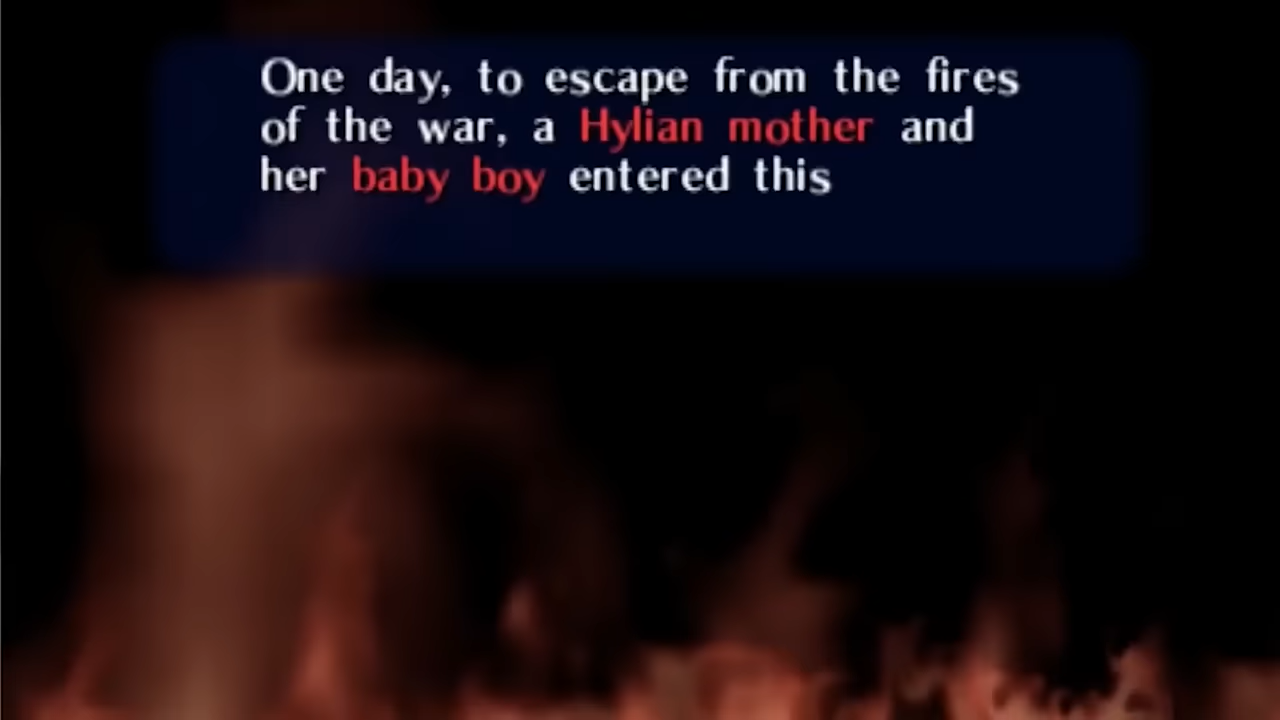 One day, to escape from the fires
of the war, a Hylian mother and
her baby boy entered this